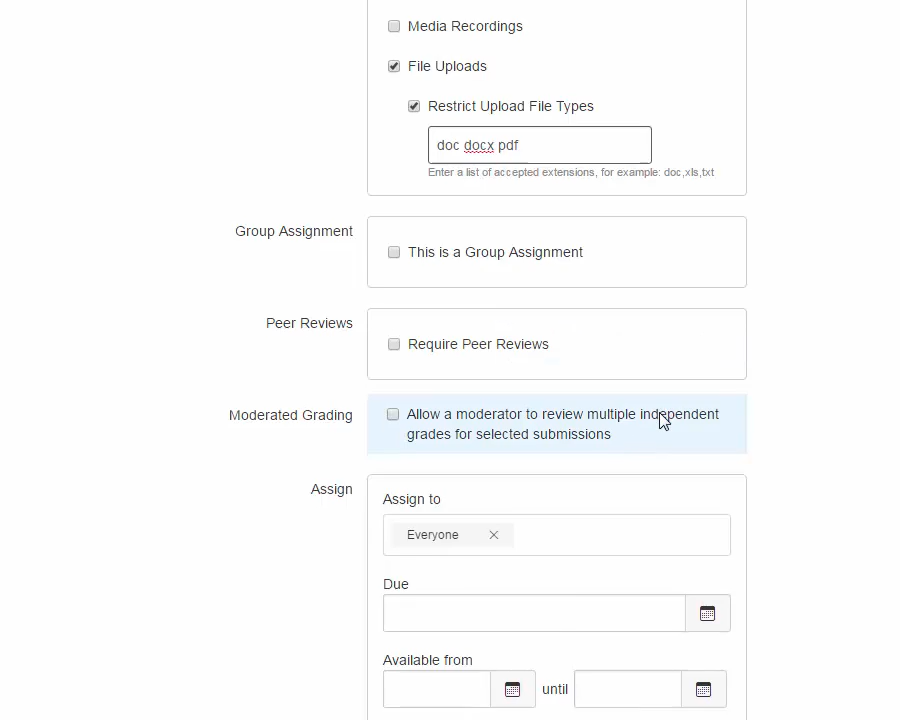 Media Recordings
File Uploads
Restrict Upload File Types
doc docx pdf
Enter a list of accepted extensions, for example: doc,xls,txt
Group Assignment
This is a Group Assignment
Peer Reviews
Require Peer Reviews
Moderated Grading
Allow a moderator to review multiple independent
grades for selected submissions
Assign
Assign to
Everyone
Due
Available from
until